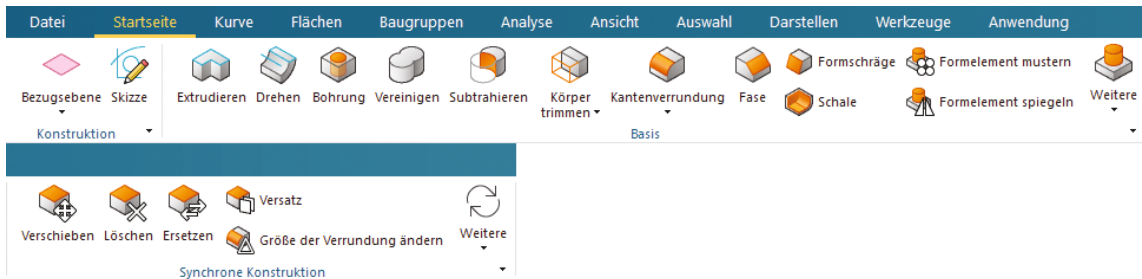 Datei Startseite Kurve Flächen Baugruppen Analyse Ansicht Auswahl Darstellen Werkzeuge Anwendung
Formschräge Formelement mustern
Bezugsebene Skizze Extrudieren Drehen Bohrung Vereinigen Subtrahieren Körper trimmen Kantenverrundung Fase Schale Formelement spiegeln Weitere
Konstruktion Basis
Versatz
Verschieben Löschen Ersetzen Größe der Verrundung ändern Weitere
Synchrone Konstruktion